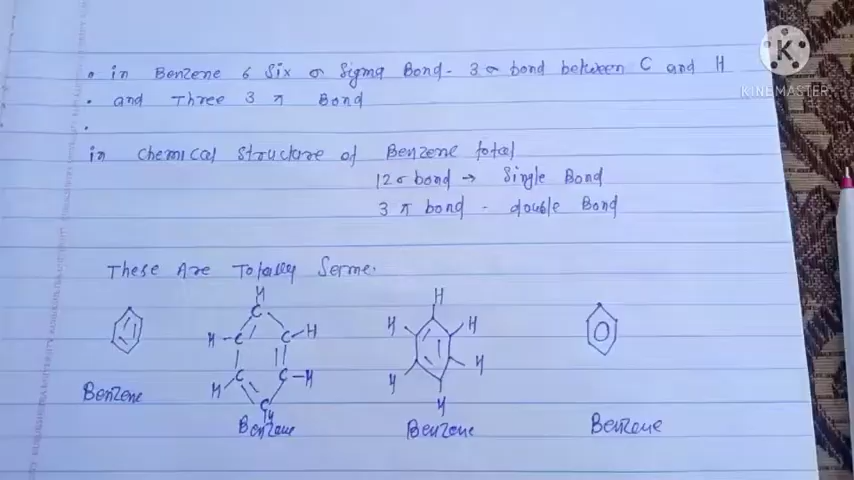 K
KINEMASTER
• in Benzene 6 Six σ Sigma Bond - 3 σ bond between C and H
• and Three 3 π Bond
•
in Chemical Structure of Benzene total
12 σ bond → Single Bond
3 π bond - double Bond
These Are Totally Serme.
H
C
H - C C - H
H C C - H
C
H
H
H H
H H
H
Benzene Benzene Benzene Benzene